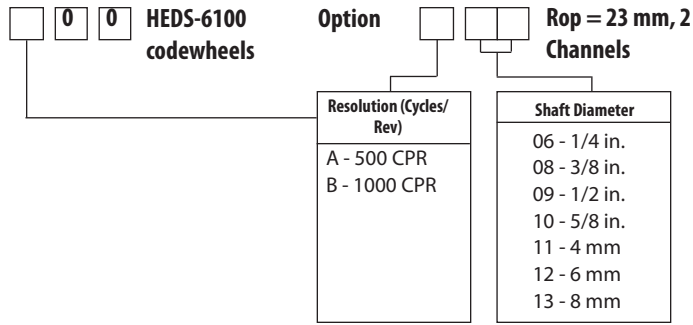 0 0 HEDS-6100 Option Rop = 23 mm, 2
codewheels Channels
Resolution (Cycles/
Rev)
A - 500 CPR
B - 1000 CPR
Shaft Diameter
06 - 1/4 in.
08 - 3/8 in.
09 - 1/2 in.
10 - 5/8 in.
11 - 4 mm
12 - 6 mm
13 - 8 mm